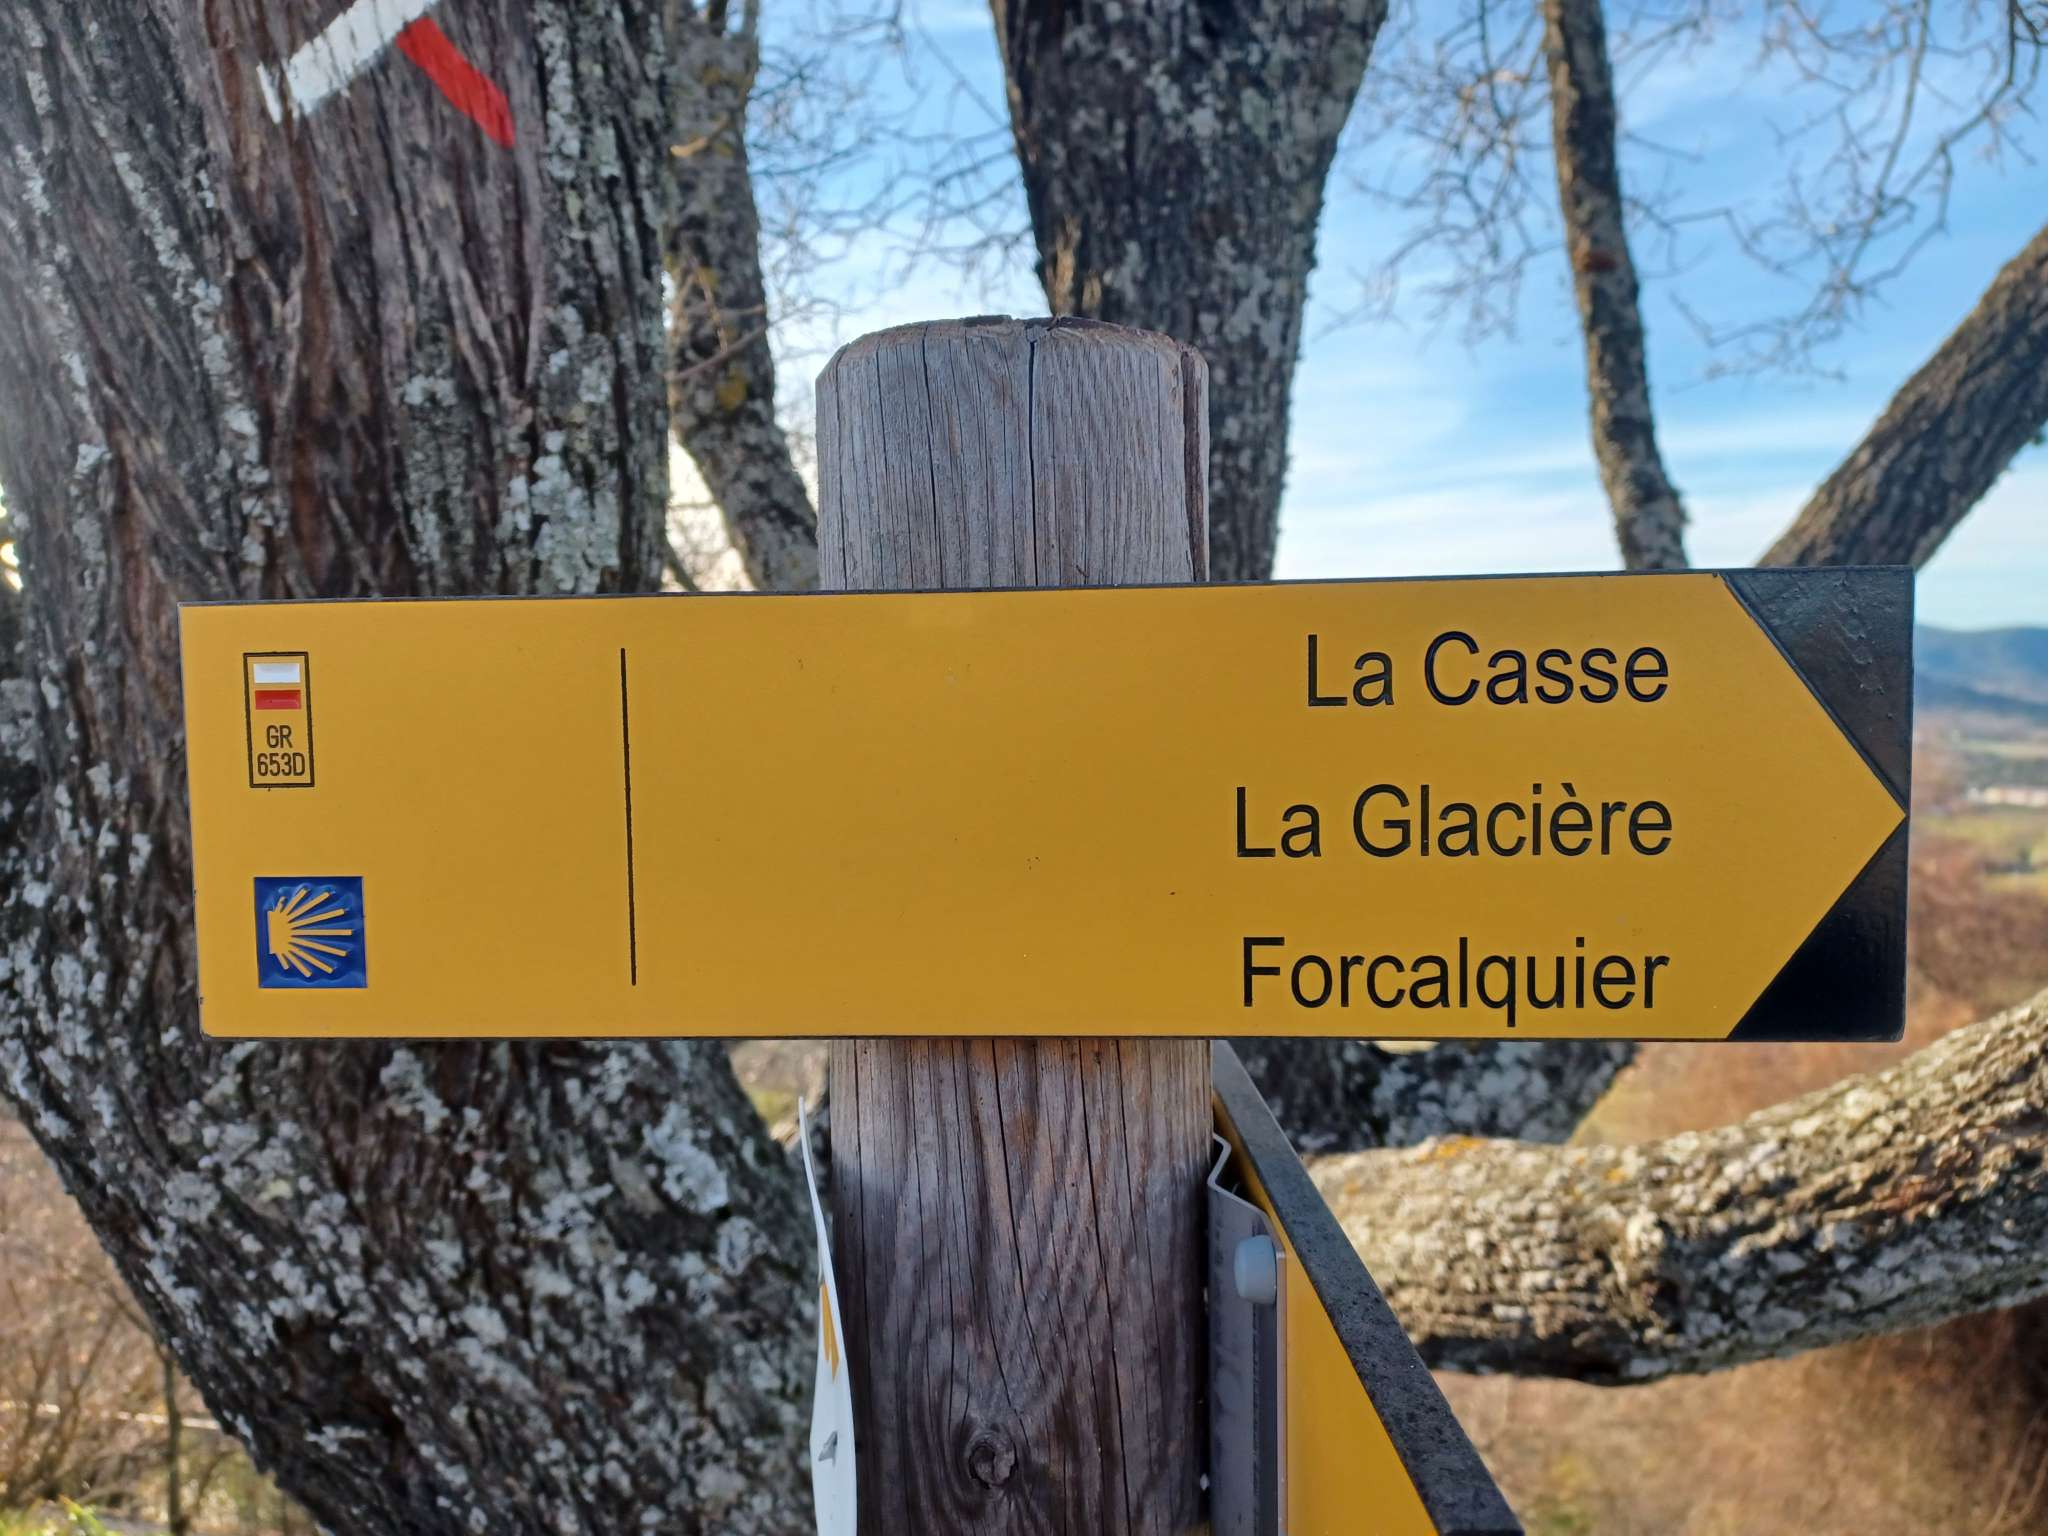 GR
653D
La Casse
La Glacière
Forcalquier